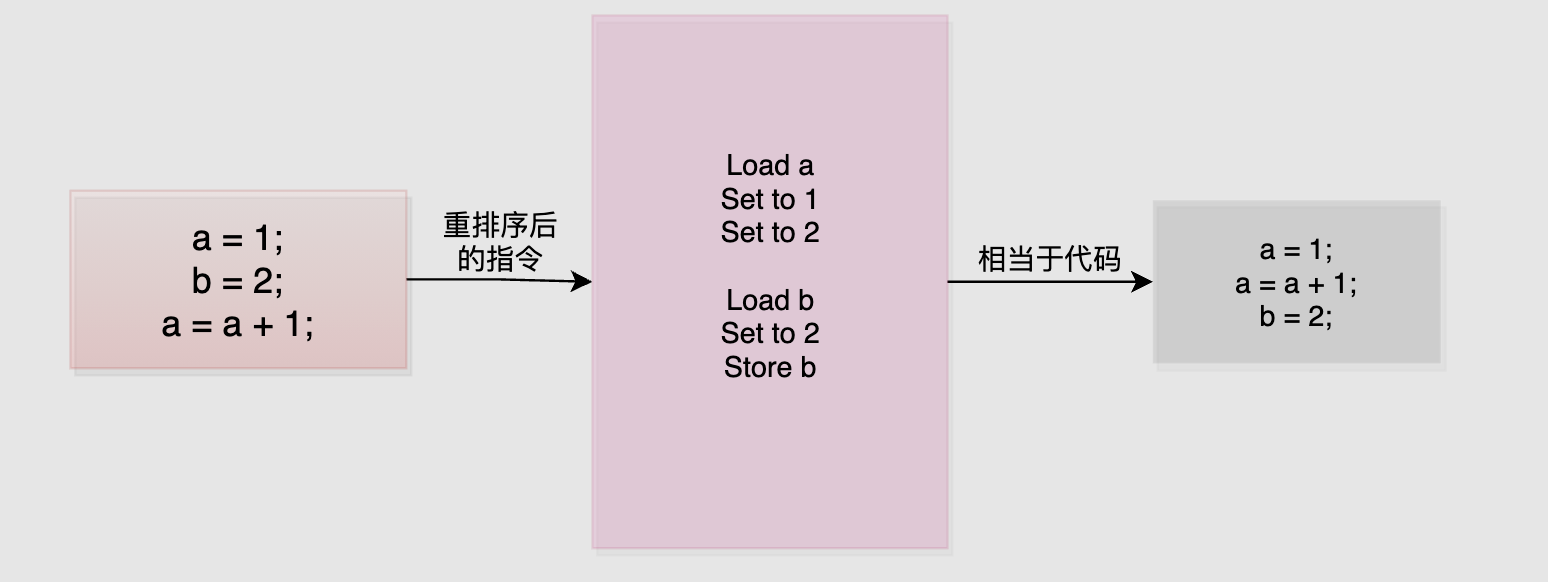 a = 1;
b = 2;
a = a + 1;
重排序后
的指令
Load a
Set to 1
Set to 2
Load b
Set to 2
Store b
相当于代码
a = 1;
a = a + 1;
b = 2;